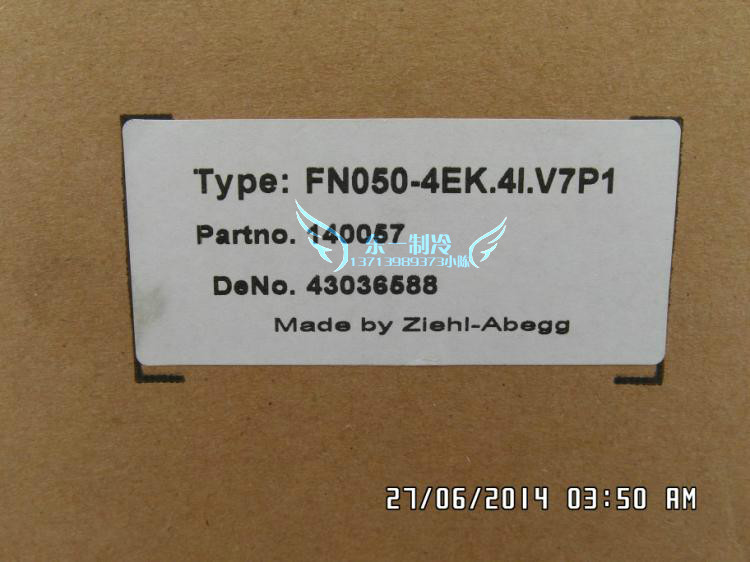 Type: FN050-4EK.4I.V7P1
Partno. 140057
东一制冷
13713989373小陈
DeNo. 43036588
Made by Ziehl-Abegg
27/06/2014 03:50 AM